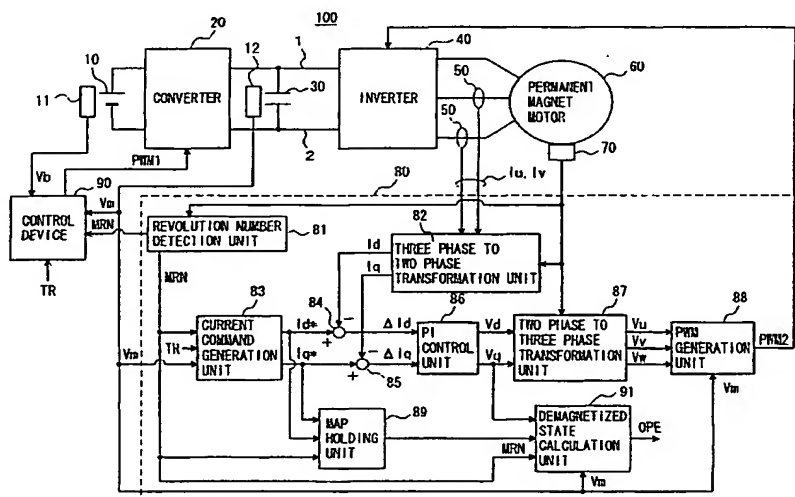 100
20
40
10
12
1
60
11
CONVERTER
30
INVERTER
50
PERMANENT
MAGNET
MOTOR
50
2
70
PWM1
Vb
90
Vm
80
Iu, Iv
CONTROL
DEVICE
MRN
REVOLUTION NUMBER
DETECTION UNIT
81
82
Id
Iq
THREE PHASE TO
TWO PHASE
TRANSFORMATION UNIT
TR
MRN
83
84
86
87
88
CURRENT
COMMAND
GENERATION
UNIT
TR
Vm
Id*
Iq*
−
+
ΔId
−
+
ΔIq
85
PI
CONTROL
UNIT
Vd
Vq
TWO PHASE TO
THREE PHASE
TRANSFORMATION
UNIT
Vu
Vv
Vw
PWM
GENERATION
UNIT
PWM2
Vm
89
MAP
HOLDING
UNIT
91
DEMAGNETIZED
STATE
CALCULATION
UNIT
OPE
MRN
Vm